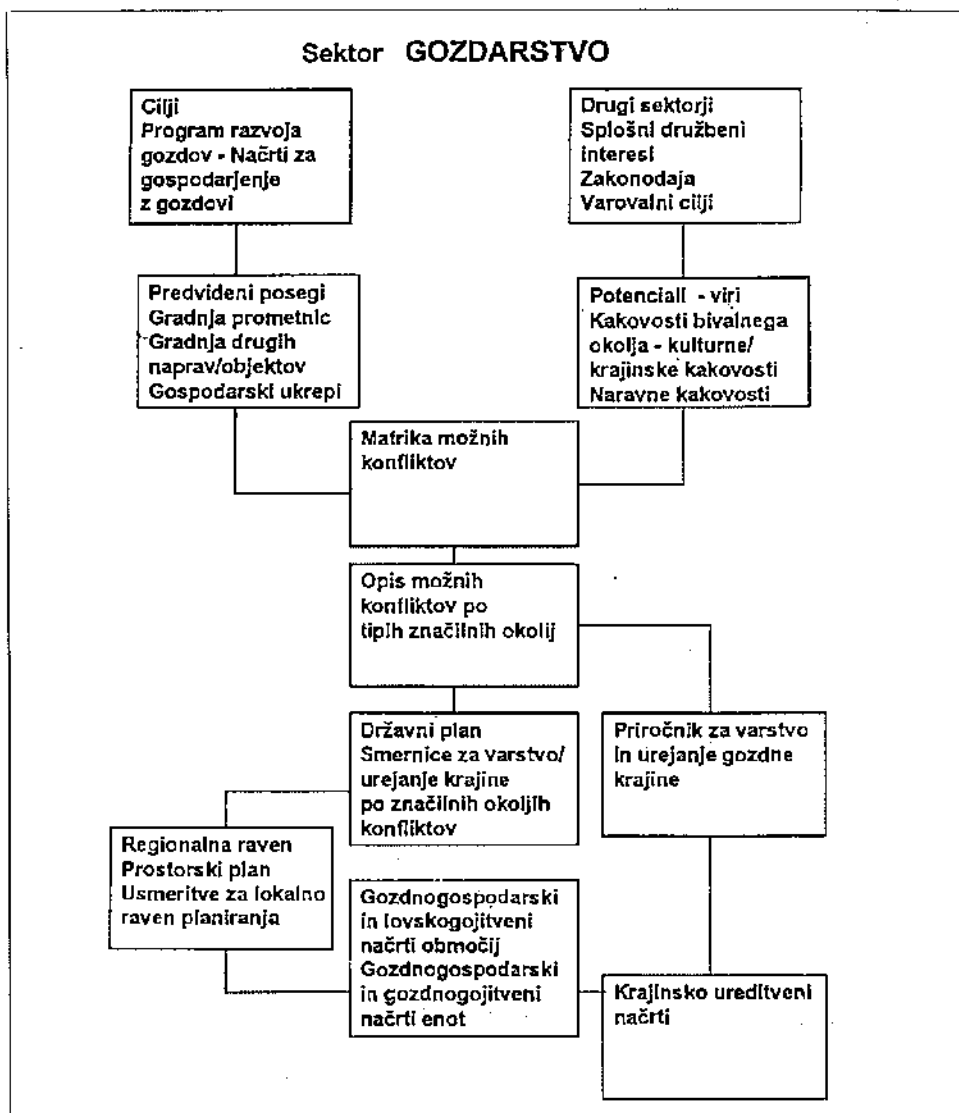 Sektor GOZDARSTVO
Cilji
Program razvoja
gozdov - Načrti za
gospodarjenje
z gozdovi
Drugi sektorji
Splošni družbeni
interesi
Zakonodaja
Varovalni cilji
Predvideni posegi
Gradnja prometnic
Gradnja drugih
naprav/objektov
Gospodarski ukrepi
Potenciali - viri
Kakovosti bivalnega
okolja - kulturne/
krajinske kakovosti
Naravne kakovosti
Matrika možnih
konfliktov
Opis možnih
konfliktov po
tipih značilnih okolij
Državni plan
Smernice za varstvo/
urejanje krajine
po značilnih okoljih
konfliktov
Priročnik za varstvo
in urejanje gozdne
krajine
Regionalna raven
Prostorski plan
Usmeritve za lokalno
raven planiranja
Gozdnogospodarski
in lovskogojitveni
načrti območij
Gozdnogospodarski
in gozdnogojitveni
načrti enot
Krajinsko ureditveni
načrti